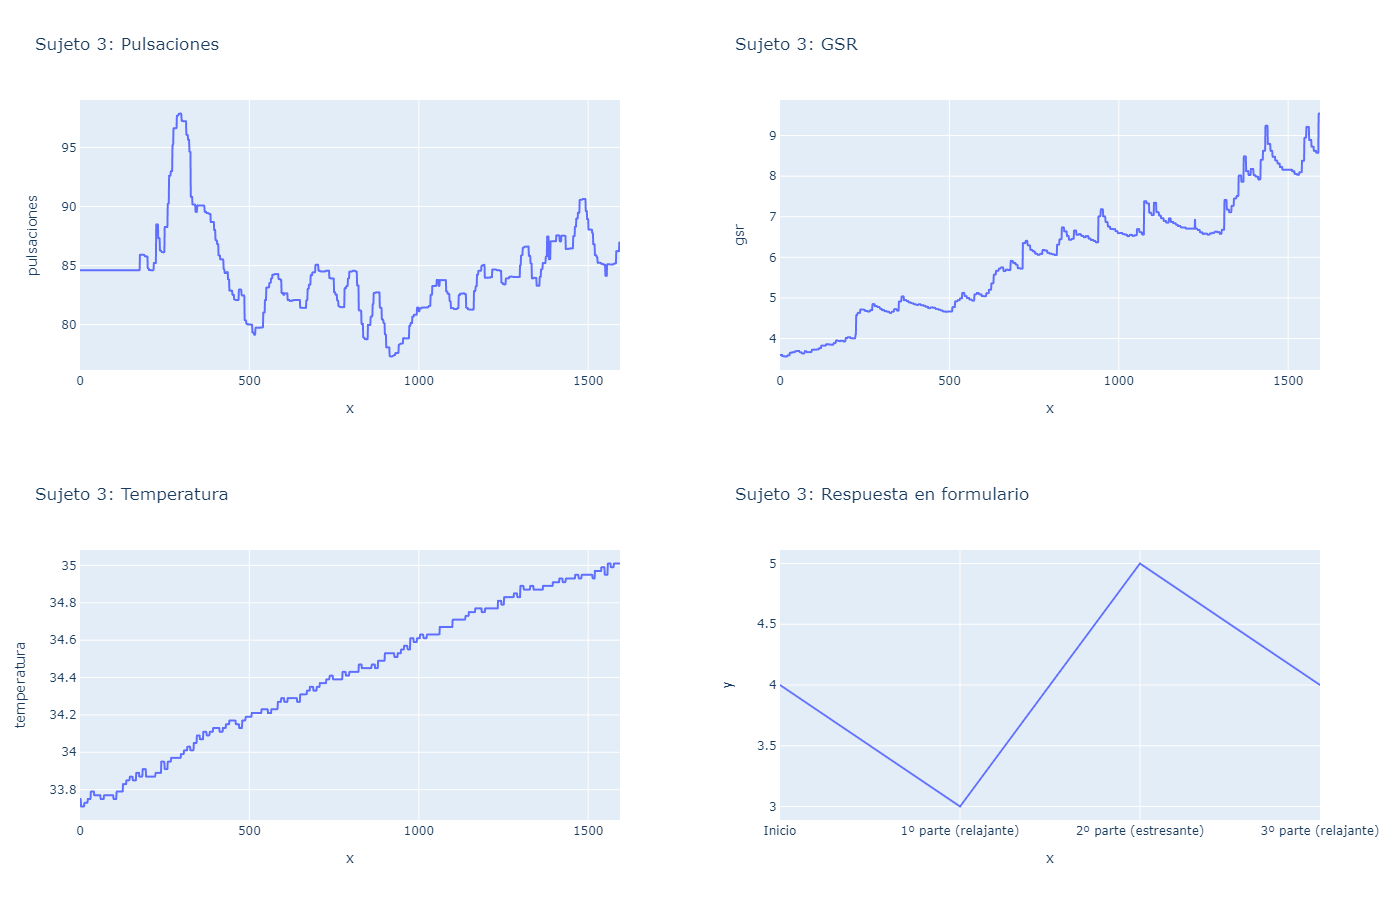 Sujeto 3: Pulsaciones
95
90
85
80
pulsaciones
0
500
1000
1500
x
Sujeto 3: GSR
9
8
7
6
5
4
gsr
0
500
1000
1500
x
Sujeto 3: Temperatura
35
34.8
34.6
34.4
34.2
34
33.8
temperatura
0
500
1000
1500
x
Sujeto 3: Respuesta en formulario
5
4.5
4
3.5
3
y
Inicio
1º parte (relajante)
2º parte (estresante)
3º parte (relajante)
x